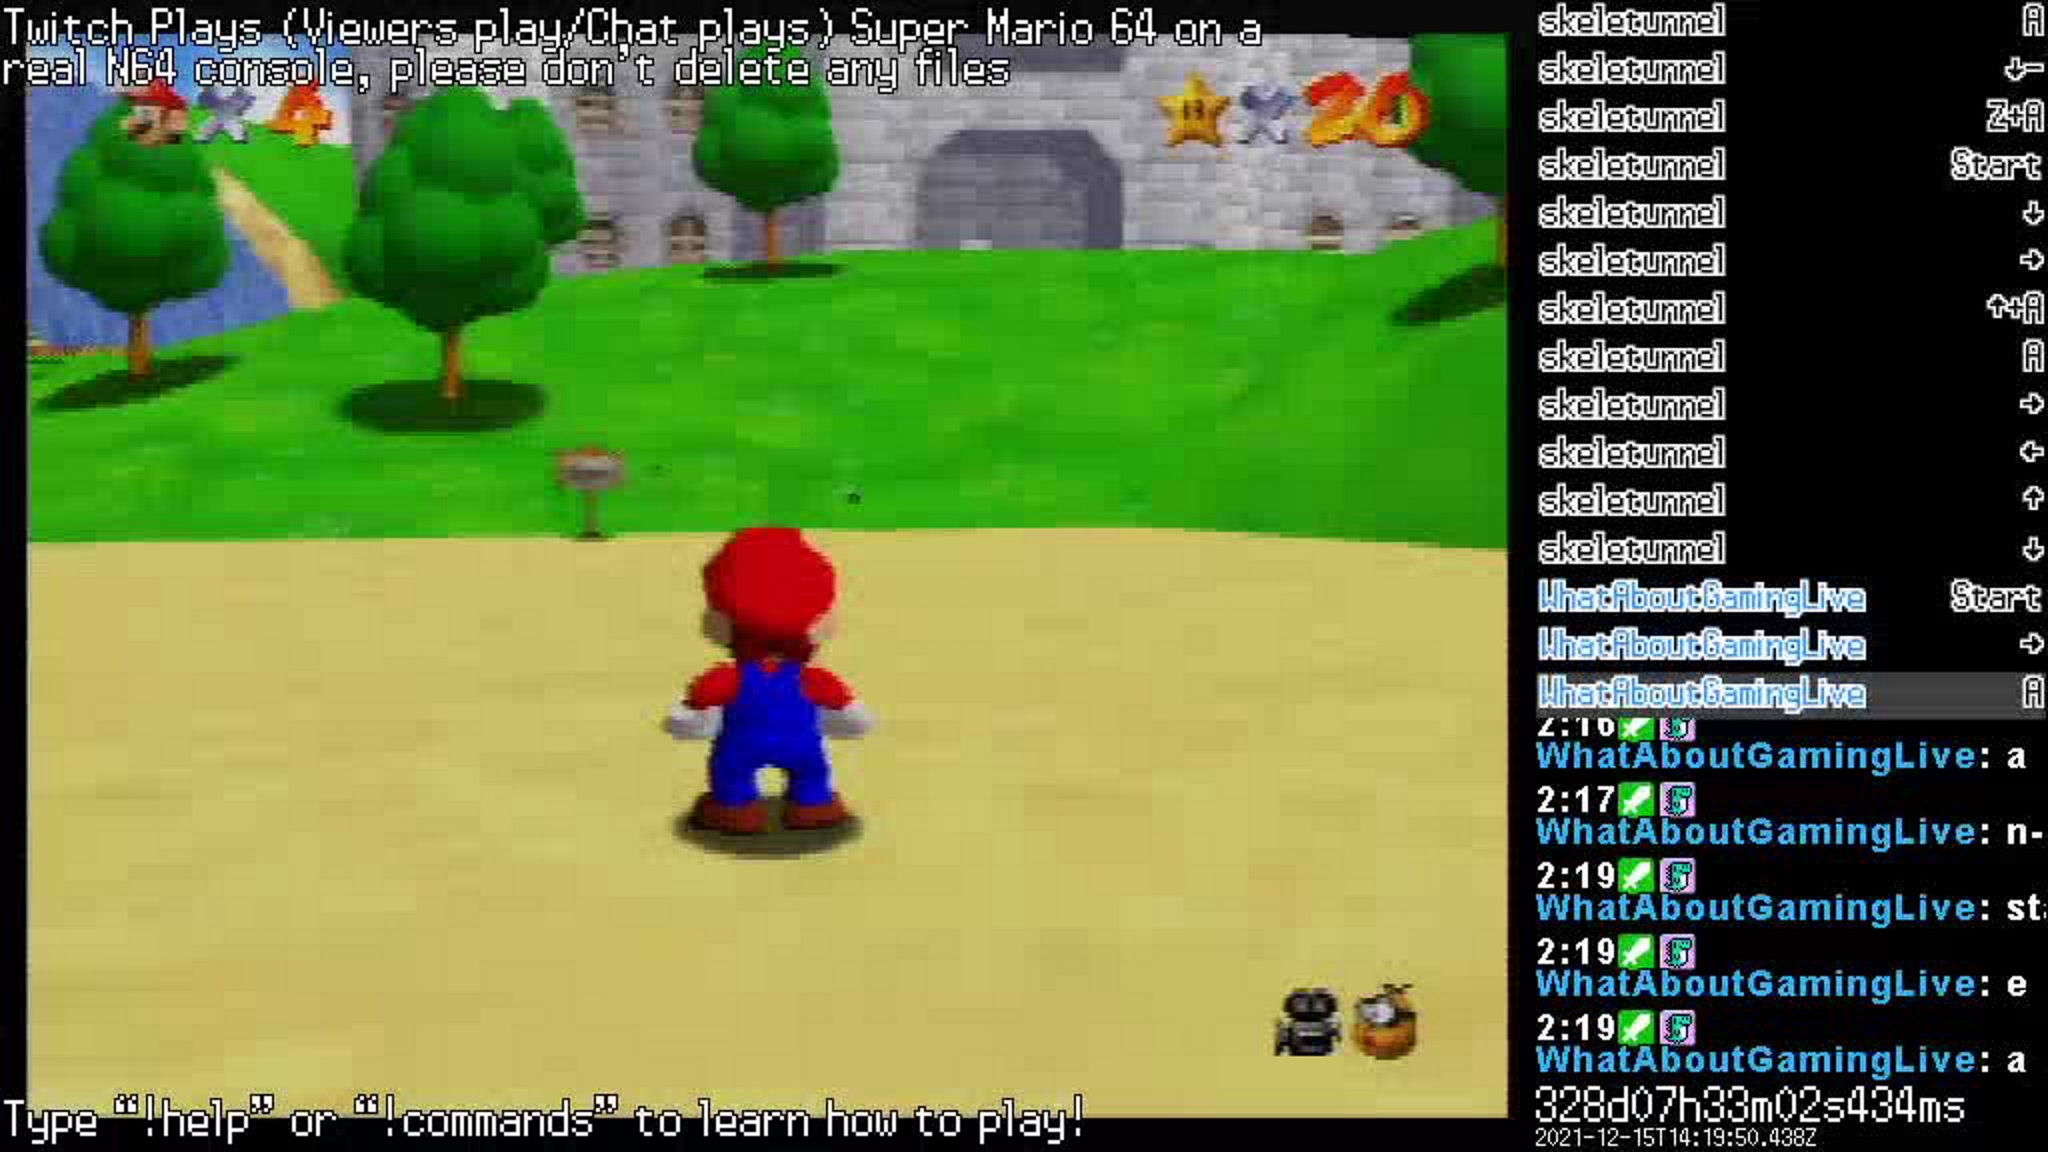 Twitch Plays (Viewers play/Chat plays) Super Mario 64 on a
real N64 console, please don't delete any files
x 4
x 20
skeletunnel A
skeletunnel ↓-
skeletunnel Z+A
skeletunnel Start
skeletunnel ↓
skeletunnel →
skeletunnel ↑+A
skeletunnel A
skeletunnel →
skeletunnel ←
skeletunnel ↑
skeletunnel ↓
WhatAboutGamingLive Start
WhatAboutGamingLive →
WhatAboutGamingLive A
2:16
WhatAboutGamingLive: a
2:17
WhatAboutGamingLive: n-
2:19
WhatAboutGamingLive: st
2:19
WhatAboutGamingLive: e
2:19
WhatAboutGamingLive: a
Type “!help” or “!commands” to learn how to play!
328d07h33m02s434ms
2021-12-15T14:19:50.438Z